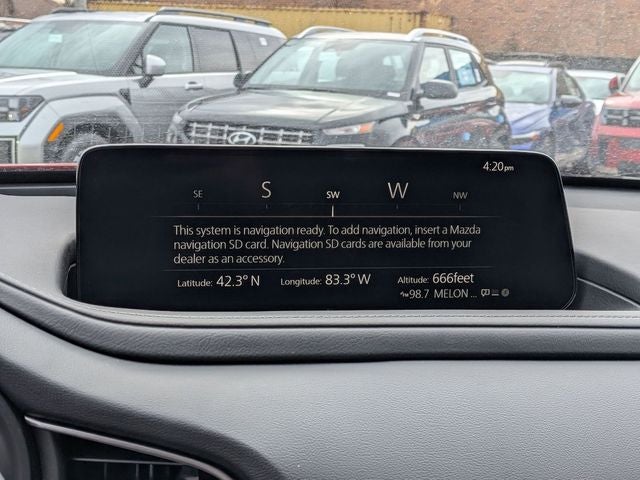 4:20pm
SE S SW W NW
This system is navigation ready. To add navigation, insert a Mazda
navigation SD card. Navigation SD cards are available from your
dealer as an accessory.
Latitude: 42.3° N Longitude: 83.3° W Altitude: 666feet
98.7 MELON ...